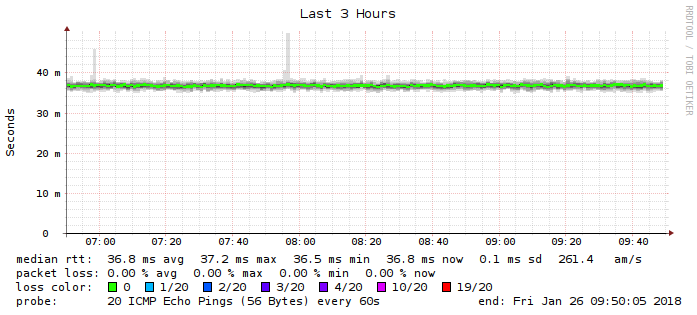 Last 3 Hours
RRDTOOL / TOBI OETIKER
Seconds
40 m
30 m
20 m
10 m
0
07:00 07:20 07:40 08:00 08:20 08:40 09:00 09:20 09:40
median rtt: 36.8 ms avg 37.2 ms max 36.5 ms min 36.8 ms now 0.1 ms sd 261.4 am/s
packet loss: 0.00 % avg 0.00 % max 0.00 % min 0.00 % now
loss color: 0 1/20 2/20 3/20 4/20 10/20 19/20
probe: 20 ICMP Echo Pings (56 Bytes) every 60s end: Fri Jan 26 09:50:05 2018